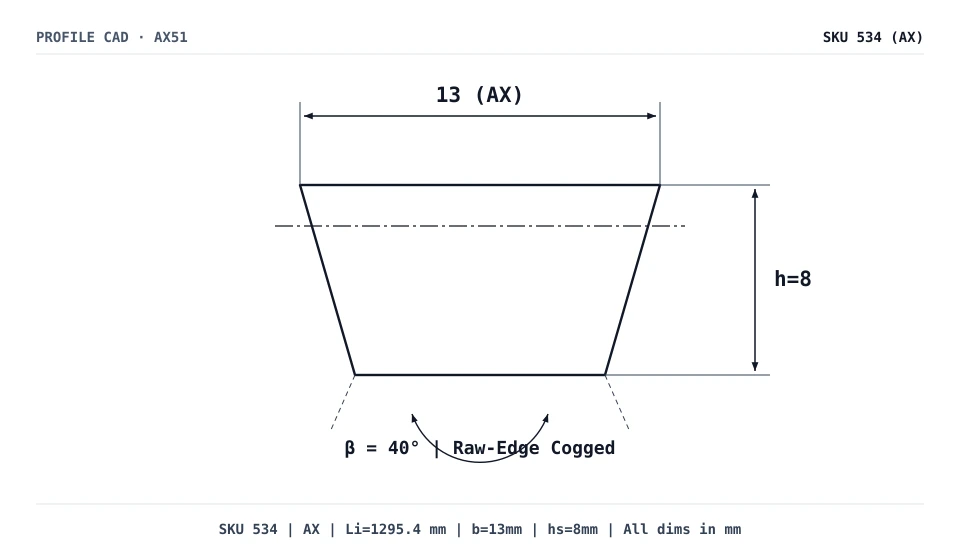 PROFILE CAD · AX51
SKU 534 (AX)
13 (AX)
h=8
β = 40° | Raw-Edge Cogged
SKU 534 | AX | Li=1295.4 mm | b=13mm | hs=8mm | All dims in mm